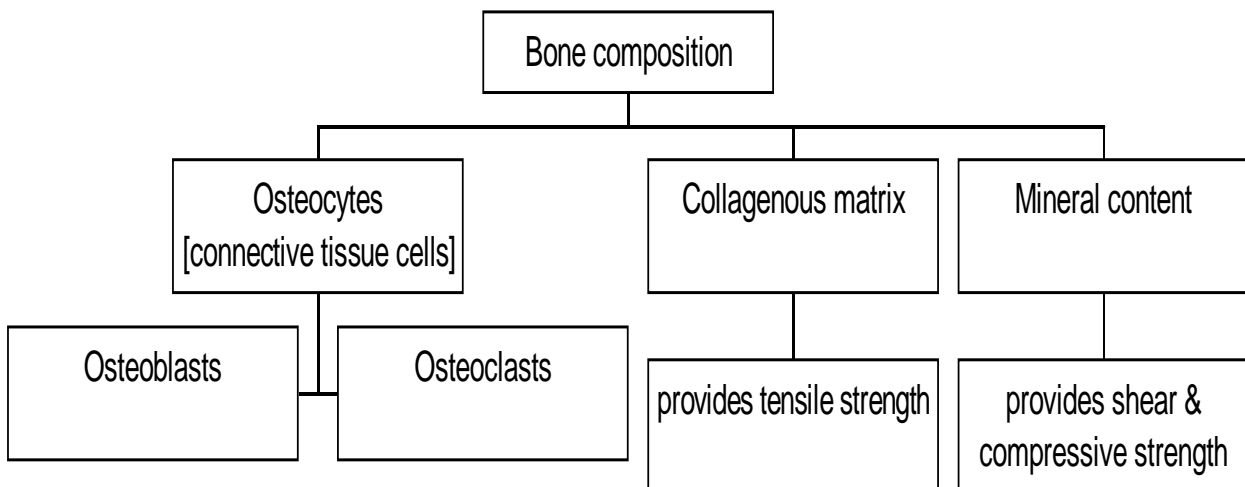 Bone composition
Osteocytes
[connective tissue cells]
Collagenous matrix
Mineral content
Osteoblasts
Osteoclasts
provides tensile strength
provides shear &
compressive strength